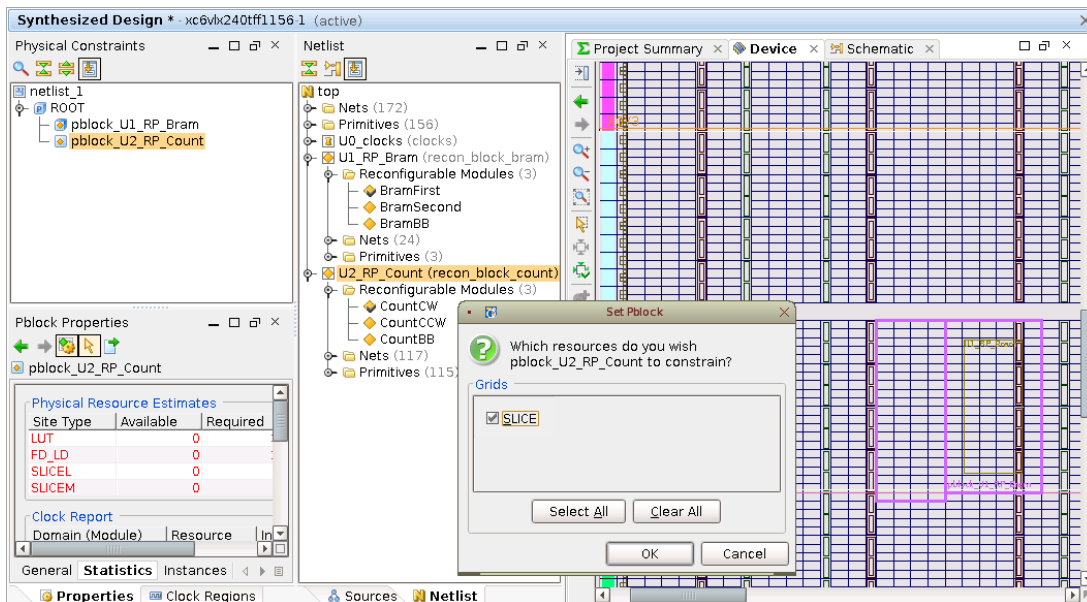 Synthesized Design * - xc6vlx240tff1156-1 (active)
Physical Constraints
netlist_1
ROOT
pblock_U1_RP_Bram
pblock_U2_RP_Count
Pblock Properties
pblock_U2_RP_Count
Physical Resource Estimates
Site Type Available Required
LUT 0
FD_LD 0
SLICEL 0
SLICEM 0
Clock Report
Domain (Module) Resource In
General Statistics Instances
Properties Clock Regions
Netlist
top
Nets (172)
Primitives (156)
U0_clocks (clocks)
U1_RP_Bram (recon_block_bram)
Reconfigurable Modules (3)
BramFirst
BramSecond
BramBB
Nets (24)
Primitives (3)
U2_RP_Count (recon_block_count)
Reconfigurable Modules (3)
CountCW
CountCCW
CountBB
Nets (117)
Primitives (115)
Sources Netlist
Project Summary Device Schematic
U1_RP_Bram
pblock_U1_RP_Bram
Set Pblock
Which resources do you wish
pblock_U2_RP_Count to constrain?
Grids
SLICE
Select All Clear All
OK Cancel